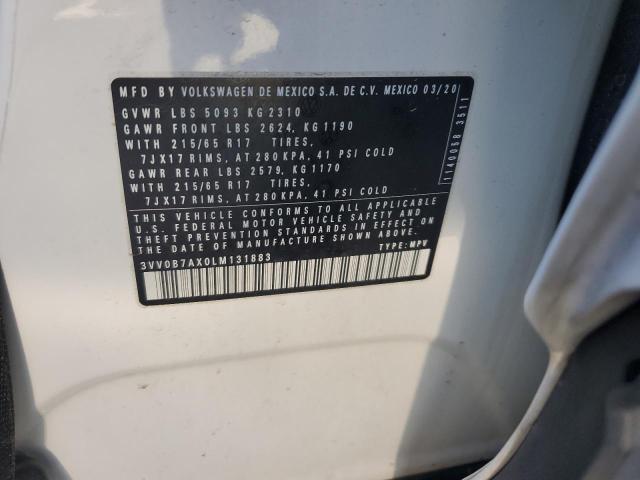 MFD BY VOLKSWAGEN DE MEXICO S.A. DE C.V. MEXICO 03/20
GVWR LBS 5093 KG 2310
GAWR FRONT LBS 2624, KG 1190
WITH 215/65 R17 TIRES,
7JX17 RIMS, AT 280 KPA, 41 PSI COLD
GAWR REAR LBS 2579, KG 1170
WITH 215/65 R17 TIRES,
7JX17 RIMS, AT 280 KPA, 41 PSI COLD
THIS VEHICLE CONFORMS TO ALL APPLICABLE
U.S. FEDERAL MOTOR VEHICLE SAFETY AND
THEFT PREVENTION STANDARDS IN EFFECT ON
THE DATE OF MANUFACTURE SHOWN ABOVE.
3VV0B7AX0LM131883 TYPE: MPV
1140058 3511